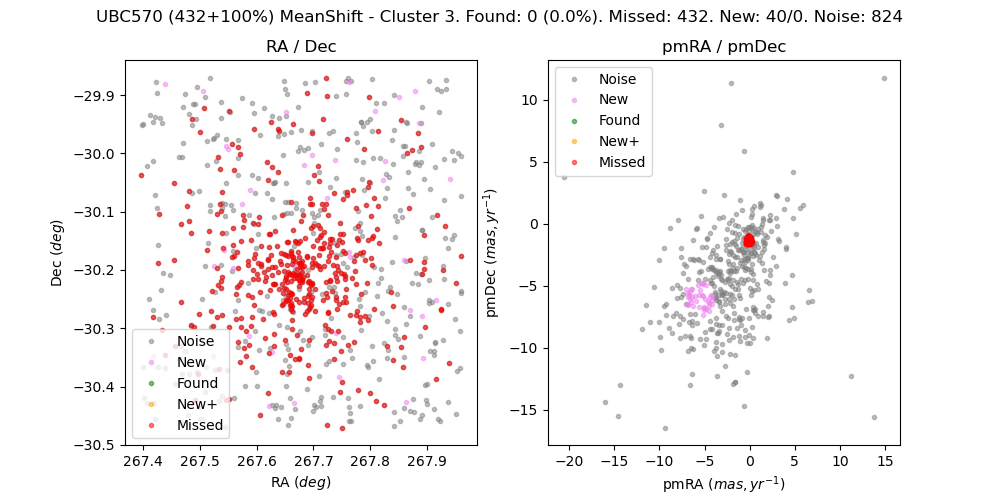 UBC570 (432+100%) MeanShift - Cluster 3. Found: 0 (0.0%). Missed: 432. New: 40/0. Noise: 824
RA / Dec
−29.9
−30.0
−30.1
−30.2
−30.3
−30.4
−30.5
Dec (deg)
Noise
New
Found
New+
Missed
267.4 267.5 267.6 267.7 267.8 267.9
RA (deg)
pmRA / pmDec
10
5
0
−5
−10
−15
pmDec (mas, yr⁻¹)
Noise
New
Found
New+
Missed
−20 −15 −10 −5 0 5 10 15
pmRA (mas, yr⁻¹)